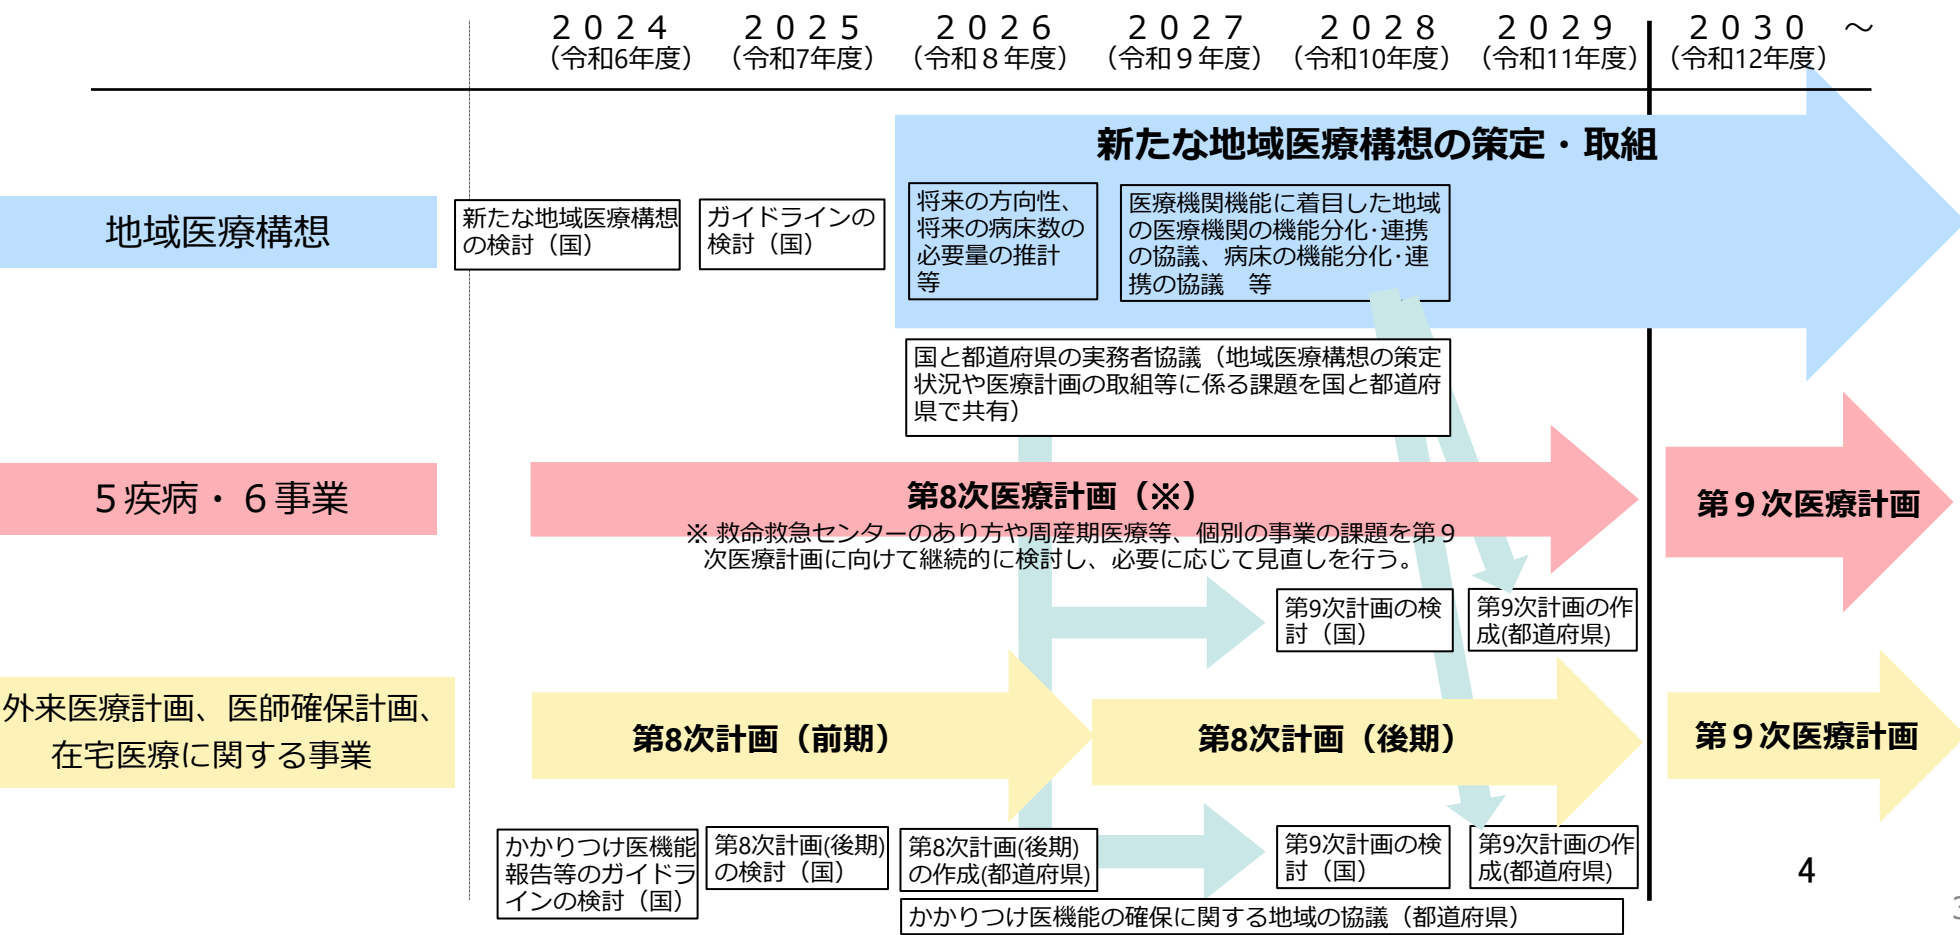 ２０２４
（令和6年度）
２０２５
（令和7年度）
２０２６
（令和８年度）
２０２７
（令和９年度）
２０２８
（令和10年度）
２０２９
（令和11年度）
２０３０　～
（令和12年度）
新たな地域医療構想の策定・取組
地域医療構想
新たな地域医療構想
の検討（国）
ガイドラインの
検討（国）
将来の方向性、
将来の病床数の
必要量の推計
等
医療機関機能に着目した地域
の医療機関の機能分化･連携
の協議、病床の機能分化･連
携の協議　等
国と都道府県の実務者協議（地域医療構想の策定
状況や医療計画の取組等に係る課題を国と都道府
県で共有）
５疾病・６事業
第8次医療計画（※）
※ 救命救急センターのあり方や周産期医療等、個別の事業の課題を第９
次医療計画に向けて継続的に検討し、必要に応じて見直しを行う。
第９次医療計画
第9次計画の検
討（国）
第9次計画の作
成(都道府県)
外来医療計画、医師確保計画、
在宅医療に関する事業
第8次計画（前期）
第8次計画（後期）
第９次医療計画
かかりつけ医機能
報告等のガイドラ
インの検討（国）
第8次計画(後期)
の検討（国）
第8次計画(後期)
の作成(都道府県)
第9次計画の検
討（国）
第9次計画の作
成(都道府県)
かかりつけ医機能の確保に関する地域の協議（都道府県）
4